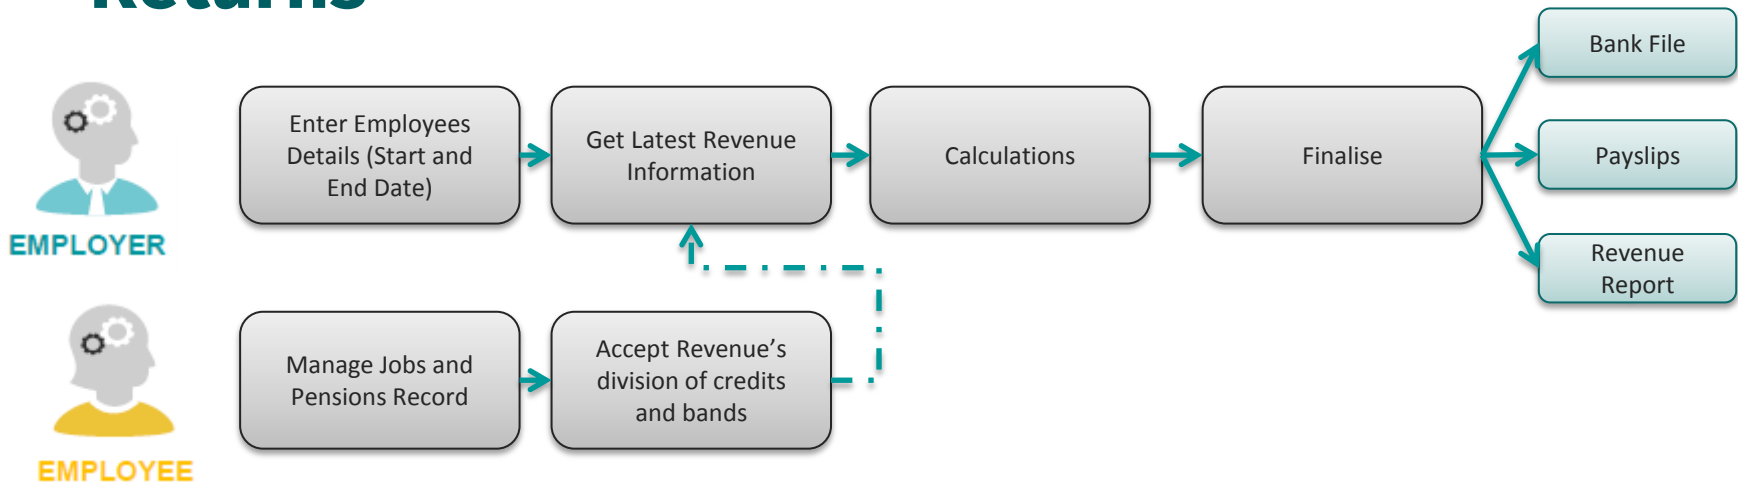 Returns
Bank File
Enter Employees
Details (Start and
End Date)
Get Latest Revenue
Information
Calculations
Finalise
Payslips
EMPLOYER
Revenue
Report
Manage Jobs and
Pensions Record
Accept Revenue’s
division of credits
and bands
EMPLOYEE